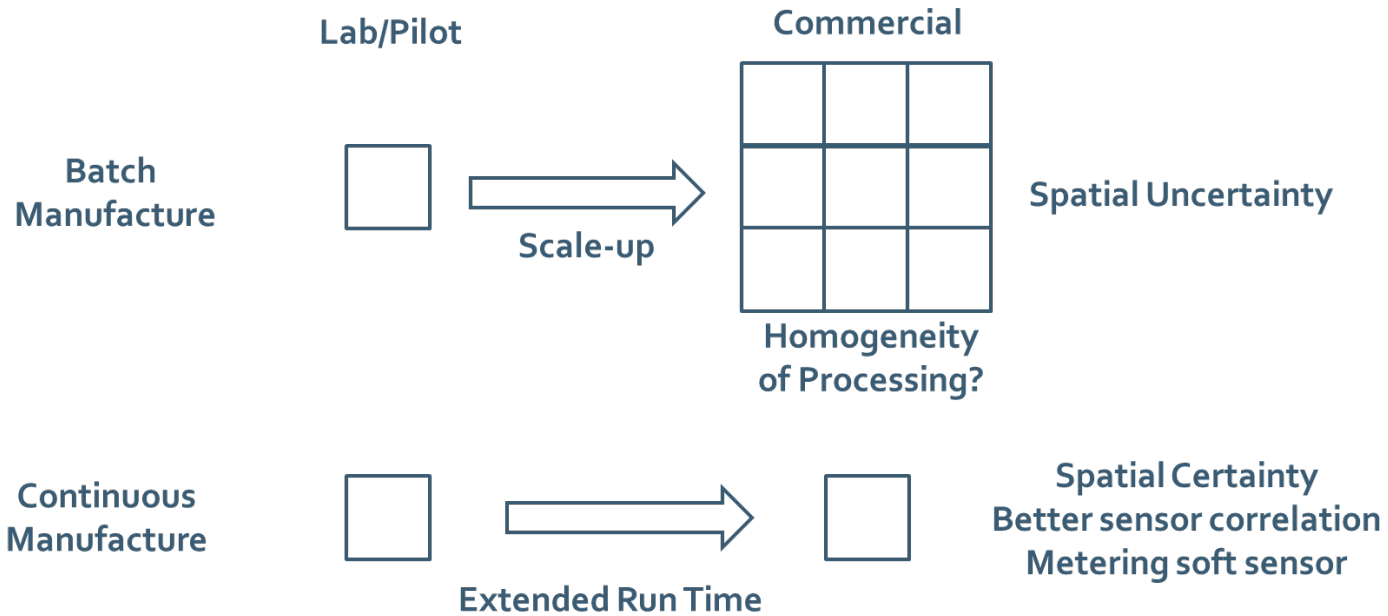 Lab/Pilot
Commercial
Batch
Manufacture
Scale-up
Spatial Uncertainty
Homogeneity
of Processing?
Continuous
Manufacture
Extended Run Time
Spatial Certainty
Better sensor correlation
Metering soft sensor